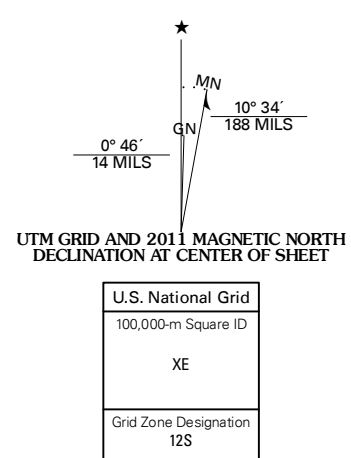 ★
MN
10° 34´
188 MILS
GN
0° 46´
14 MILS
UTM GRID AND 2011 MAGNETIC NORTH
DECLINATION AT CENTER OF SHEET
U.S. National Grid
100,000-m Square ID
XE
Grid Zone Designation
12S